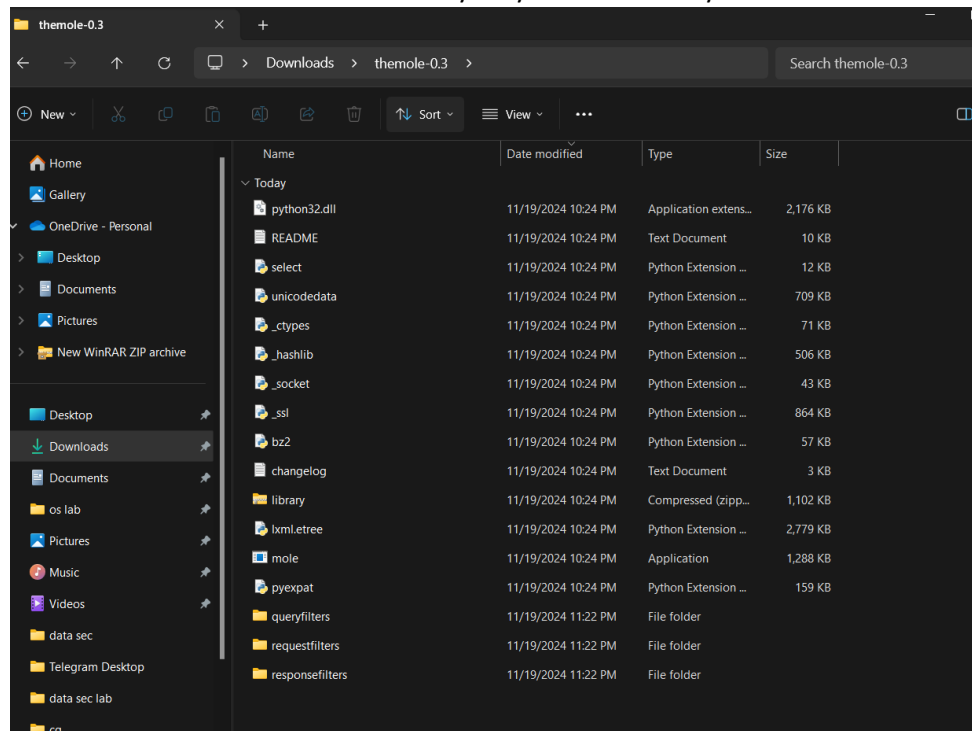 themole-0.3
Downloads > themole-0.3 >
Search themole-0.3
New
Sort
View
Home
Gallery
OneDrive - Personal
Desktop
Documents
Pictures
New WinRAR ZIP archive
Desktop
Downloads
Documents
os lab
Pictures
Music
Videos
data sec
Telegram Desktop
data sec lab
Name Date modified Type Size
Today
python32.dll 11/19/2024 10:24 PM Application extens... 2,176 KB
README 11/19/2024 10:24 PM Text Document 10 KB
select 11/19/2024 10:24 PM Python Extension ... 12 KB
unicodedata 11/19/2024 10:24 PM Python Extension ... 709 KB
_ctypes 11/19/2024 10:24 PM Python Extension ... 71 KB
_hashlib 11/19/2024 10:24 PM Python Extension ... 506 KB
_socket 11/19/2024 10:24 PM Python Extension ... 43 KB
_ssl 11/19/2024 10:24 PM Python Extension ... 864 KB
bz2 11/19/2024 10:24 PM Python Extension ... 57 KB
changelog 11/19/2024 10:24 PM Text Document 3 KB
library 11/19/2024 10:24 PM Compressed (zipp... 1,102 KB
lxml.etree 11/19/2024 10:24 PM Python Extension ... 2,779 KB
mole 11/19/2024 10:24 PM Application 1,288 KB
pyexpat 11/19/2024 10:24 PM Python Extension ... 159 KB
queryfilters 11/19/2024 11:22 PM File folder
requestfilters 11/19/2024 11:22 PM File folder
responsefilters 11/19/2024 11:22 PM File folder